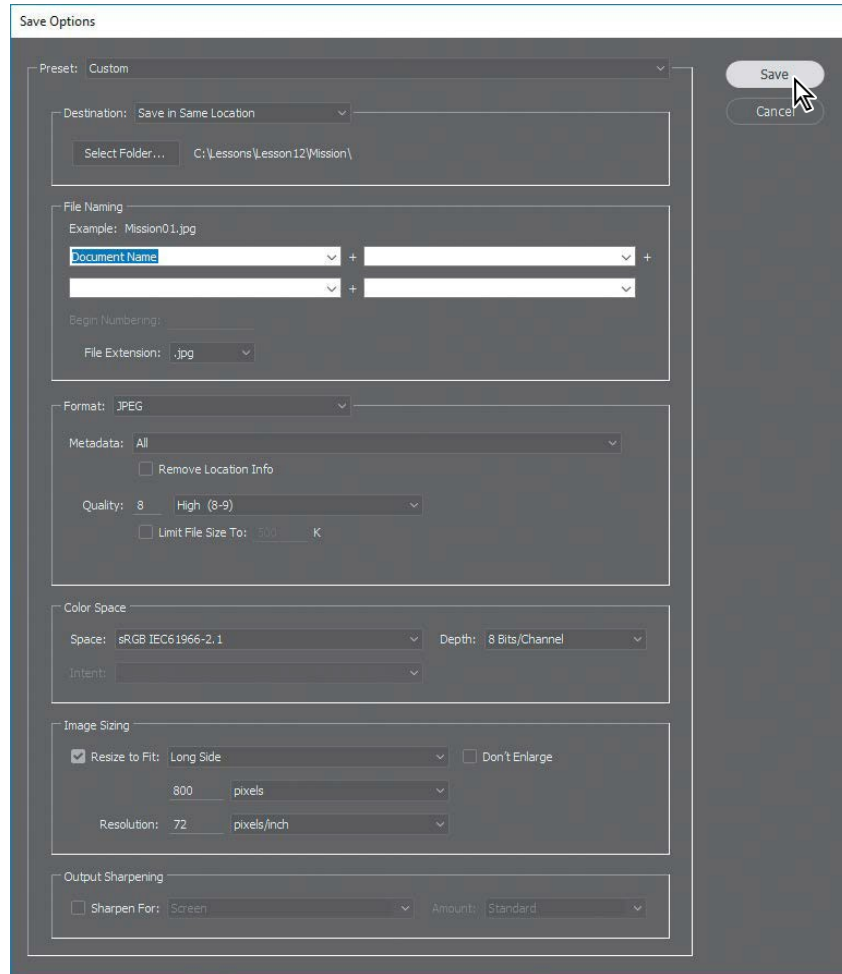 Save Options
Preset: Custom
Save
Cancel
Destination: Save in Same Location
Select Folder... C:\Lessons\Lesson12\Mission\
File Naming
Example: Mission01.jpg
Document Name + +
+
Begin Numbering:
File Extension: .jpg
Format: JPEG
Metadata: All
Remove Location Info
Quality: 8 High (8-9)
Limit File Size To: 500 K
Color Space
Space: sRGB IEC61966-2.1 Depth: 8 Bits/Channel
Intent:
Image Sizing
Resize to Fit: Long Side Don't Enlarge
800 pixels
Resolution: 72 pixels/inch
Output Sharpening
Sharpen For: Screen Amount: Standard